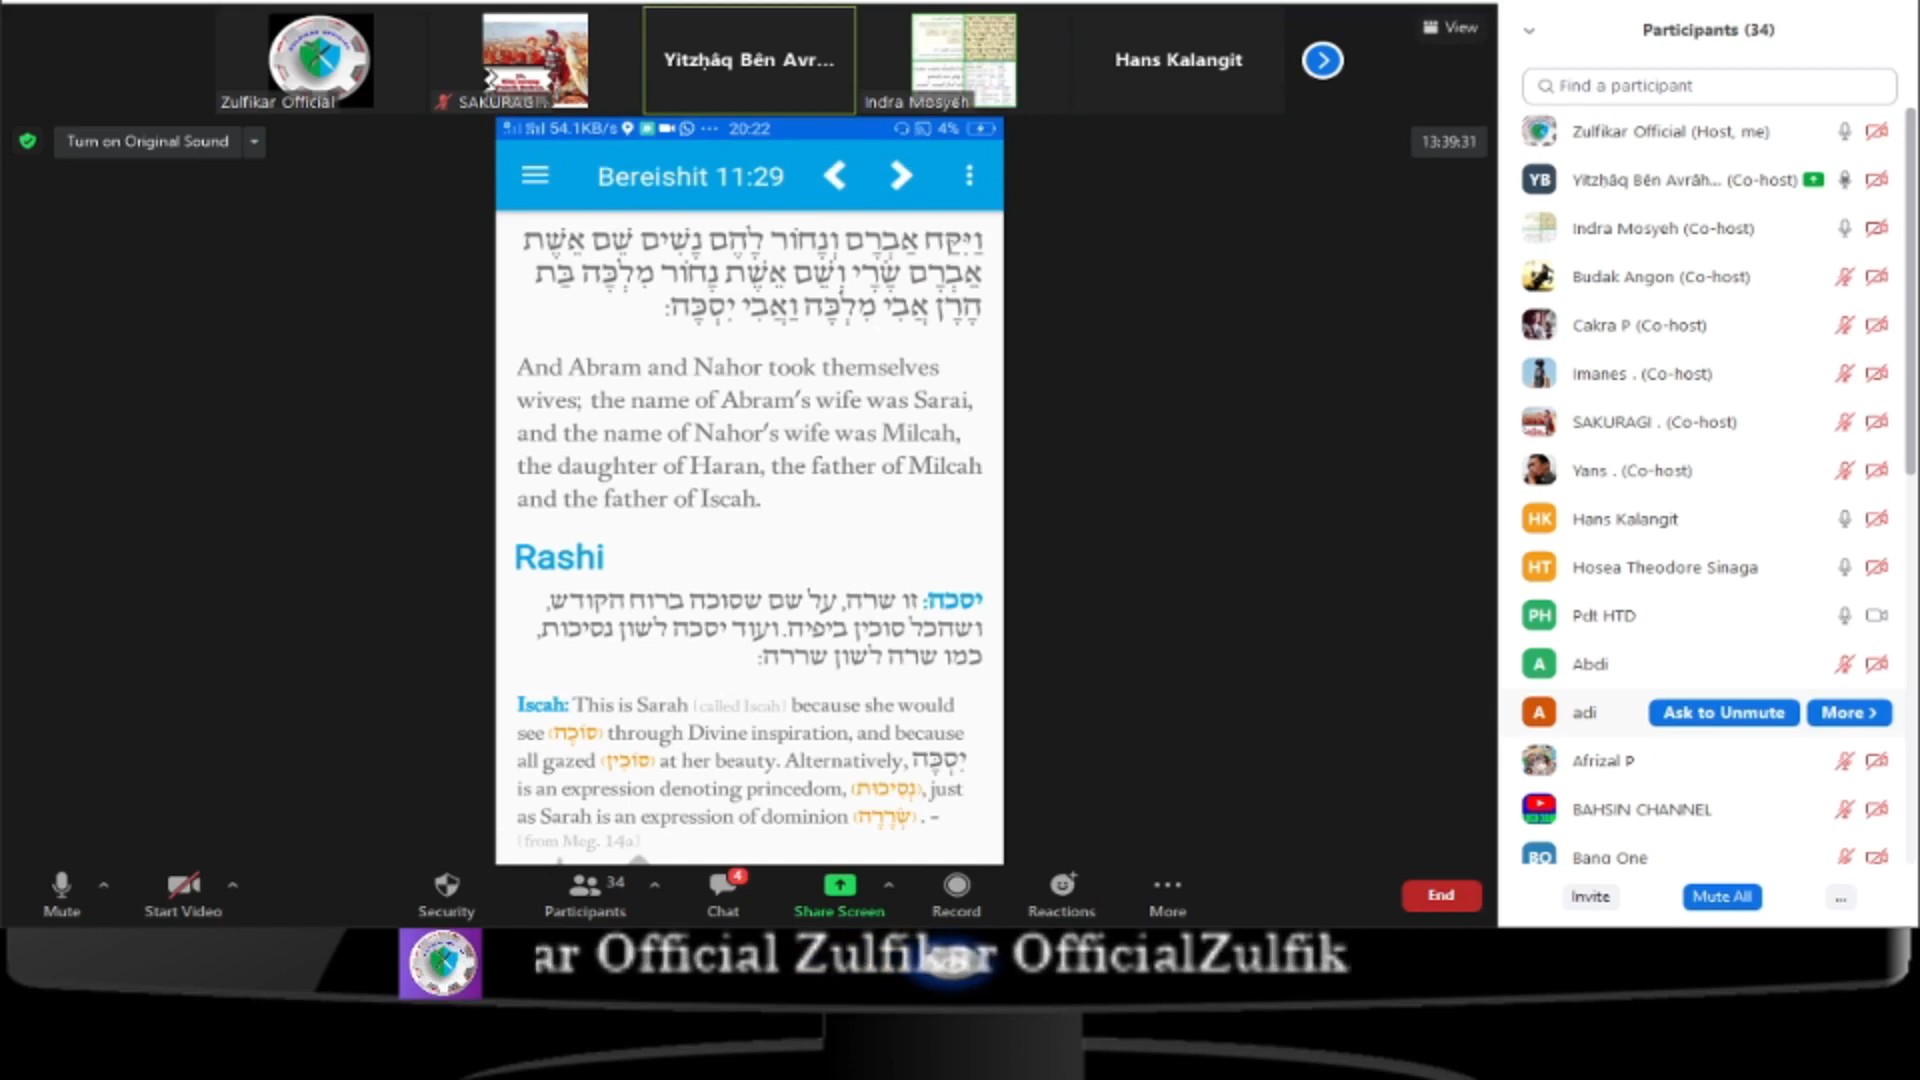 Zulfikar Official
SAKURAGI .
Yitzḥâq Bên Avr...
Indra Mosyeh
Hans Kalangit
View
Turn on Original Sound
13:39:31
54.1KB/s
20:22
4%
Bereishit 11:29
וַיִּקַּח אַבְרָם וְנָחוֹר לָהֶם נָשִׁים שֵׁם אֵשֶׁת
אַבְרָם שָׂרָי וְשֵׁם אֵשֶׁת נָחוֹר מִלְכָּה בַּת
הָרָן אֲבִי מִלְכָּה וַאֲבִי יִסְכָּה:
And Abram and Nahor took themselves
wives; the name of Abram's wife was Sarai,
and the name of Nahor's wife was Milcah,
the daughter of Haran, the father of Milcah
and the father of Iscah.
Rashi
יסכה: זו שרה, על שם שסוכה ברוח הקודש,
ושהכל סוכין ביפיה. ועוד יסכה לשון נסיכות,
כמו שרה לשון שררה:
Iscah: This is Sarah [called Iscah] because she would
see (סוֹכָה) through Divine inspiration, and because
all gazed (סוֹכִין) at her beauty. Alternatively, יִסְכָּה
is an expression denoting princedom, (נְסִיכוּת), just
as Sarah is an expression of dominion (שְׂרָרָה) . -
[from Meg. 14a]
Participants (34)
Find a participant
Zulfikar Official (Host, me)
YB Yitzḥâq Bên Avrâh... (Co-host)
Indra Mosyeh (Co-host)
Budak Angon (Co-host)
Cakra P (Co-host)
Imanes . (Co-host)
SAKURAGI . (Co-host)
Yans . (Co-host)
HK Hans Kalangit
HT Hosea Theodore Sinaga
PH Pdt HTD
A Abdi
A adi Ask to Unmute More
Afrizal P
BAHSIN CHANNEL
BO Bang One
Invite Mute All ...
Mute
Start Video
Security
34
Participants
4
Chat
Share Screen
Record
Reactions
More
End
ar Official Zulfikar OfficialZulfik